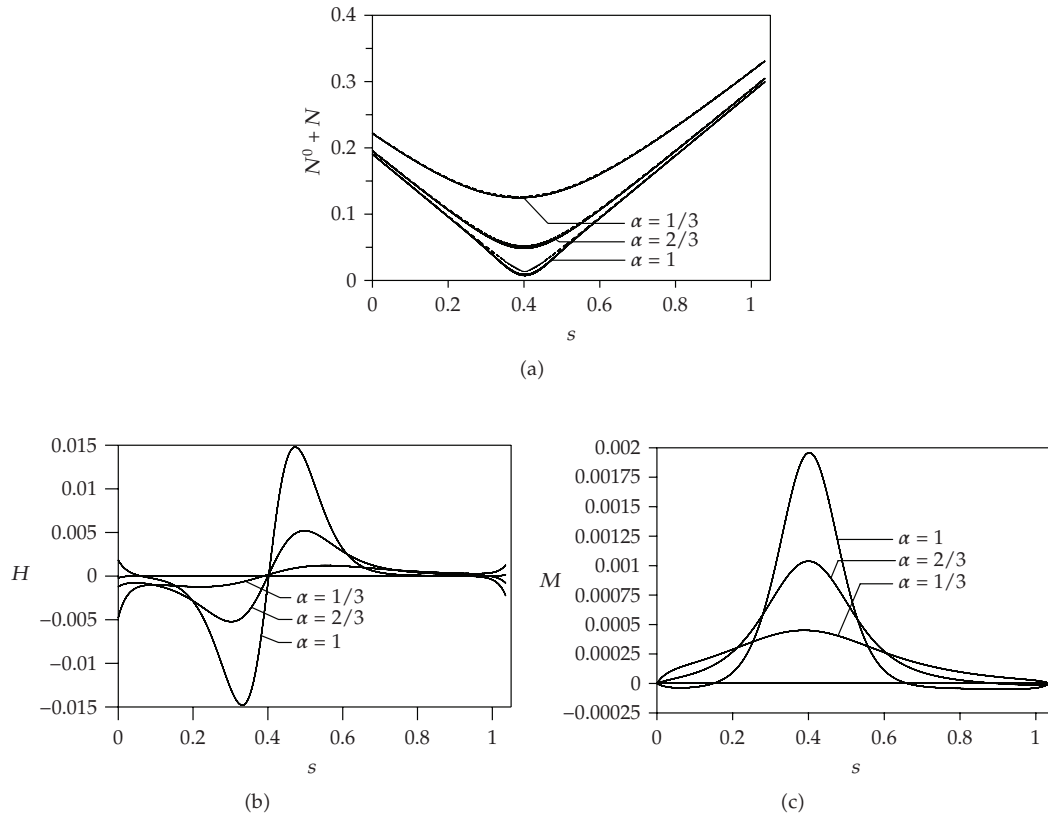 0.4
0.3
0.2
0.1
0
N⁰ + N
α = 1/3
α = 2/3
α = 1
0 0.2 0.4 0.6 0.8 1
s
(a)
0.015
0.01
0.005
0
−0.005
−0.01
−0.015
H
α = 1/3
α = 2/3
α = 1
0 0.2 0.4 0.6 0.8 1
s
(b)
0.002
0.00175
0.0015
0.00125
0.001
0.00075
0.0005
0.00025
0
−0.00025
M
α = 1
α = 2/3
α = 1/3
0 0.2 0.4 0.6 0.8 1
s
(c)